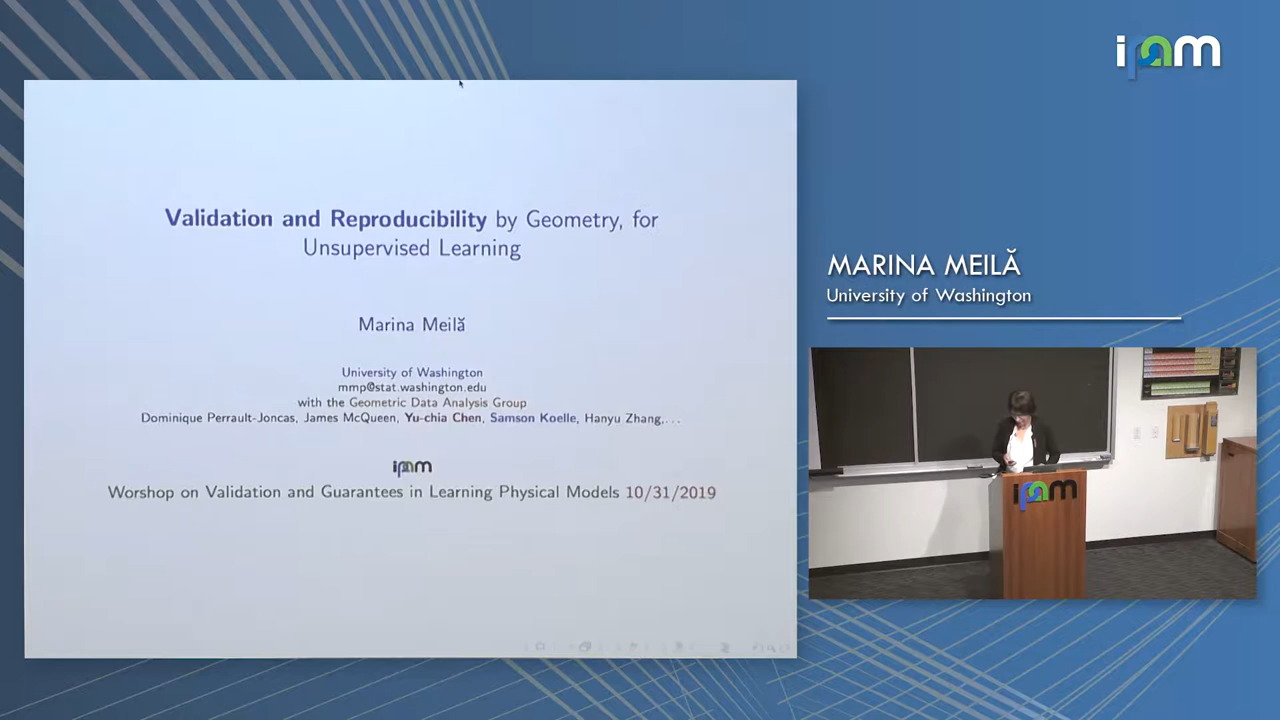 ipam
Validation and Reproducibility by Geometry, for
Unsupervised Learning
Marina Meilă
University of Washington
mmp@stat.washington.edu
with the Geometric Data Analysis Group
Dominique Perrault-Joncas, James McQueen, Yu-chia Chen, Samson Koelle, Hanyu Zhang,...
ipam
Worshop on Validation and Guarantees in Learning Physical Models 10/31/2019
MARINA MEILĂ
University of Washington
ipam